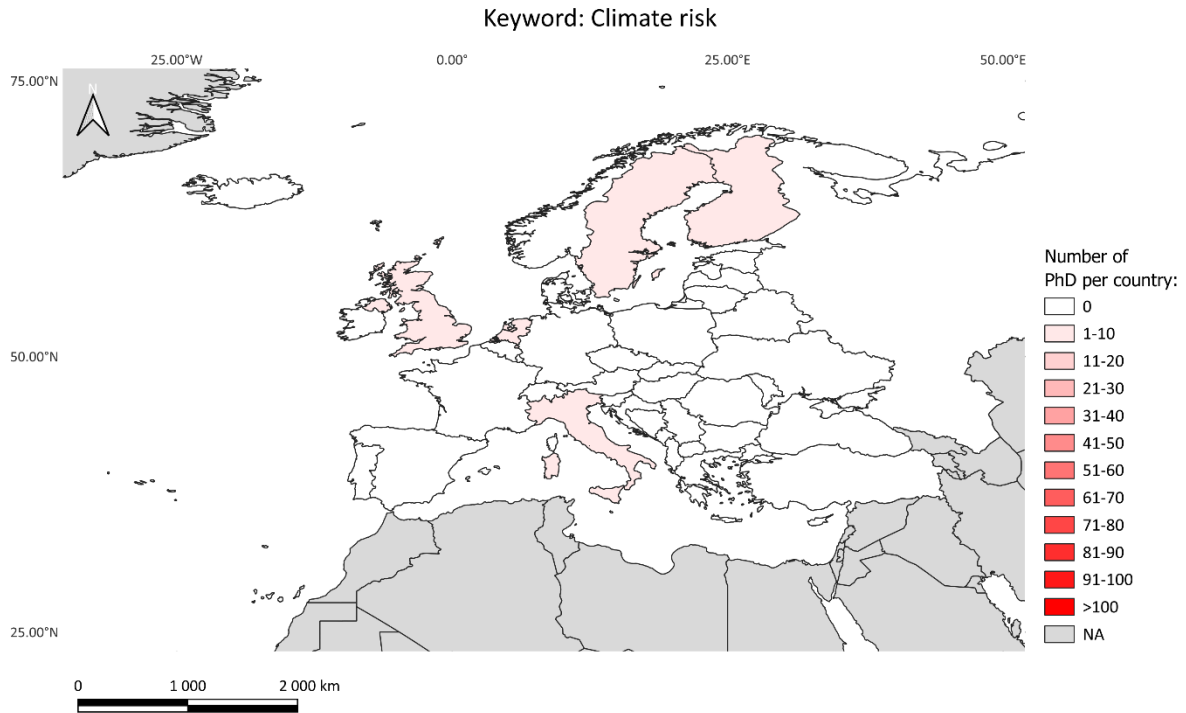 Keyword: Climate risk
25.00°W 0.00° 25.00°E 50.00°E
75.00°N
N
50.00°N
25.00°N
Number of
PhD per country:
0
1-10
11-20
21-30
31-40
41-50
51-60
61-70
71-80
81-90
91-100
>100
NA
0 1 000 2 000 km